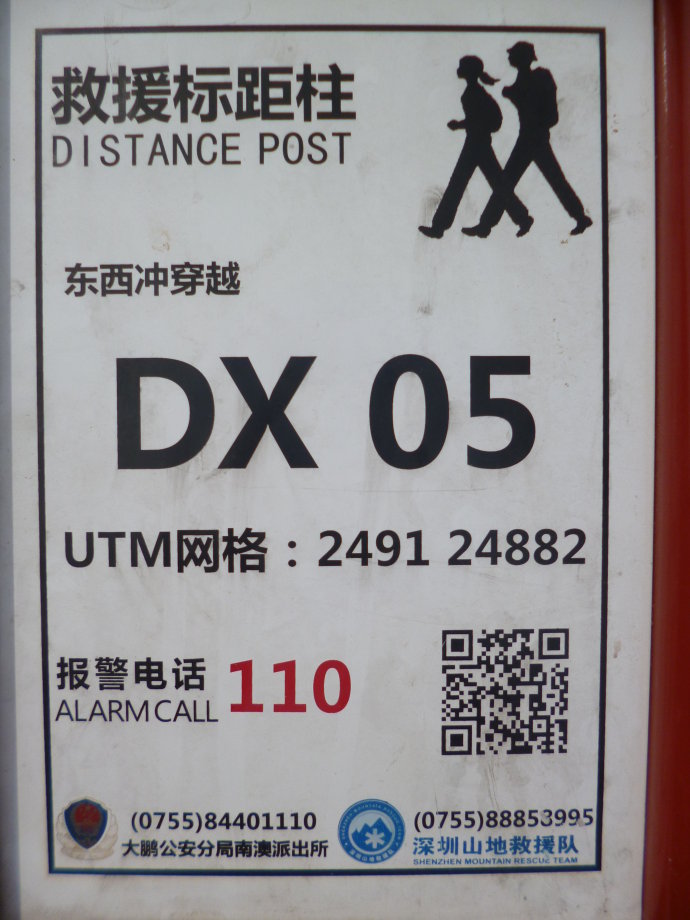 救援标距柱
DISTANCE POST
东西冲穿越
DX 05
UTM网格：2491 24882
报警电话
ALARM CALL
110
(0755)84401110
大鹏公安分局南澳派出所
(0755)88853995
深圳山地救援队
SHENZHEN MOUNTAIN RESCUE TEAM